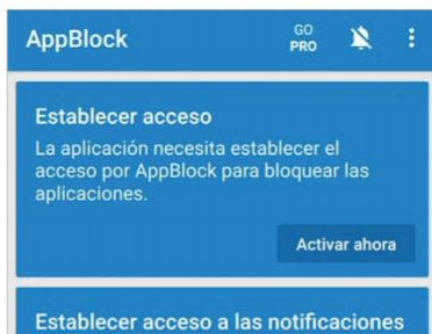 AppBlock
GO
PRO
Establecer acceso
La aplicación necesita establecer el
acceso por AppBlock para bloquear las
aplicaciones.
Activar ahora
Establecer acceso a las notificaciones